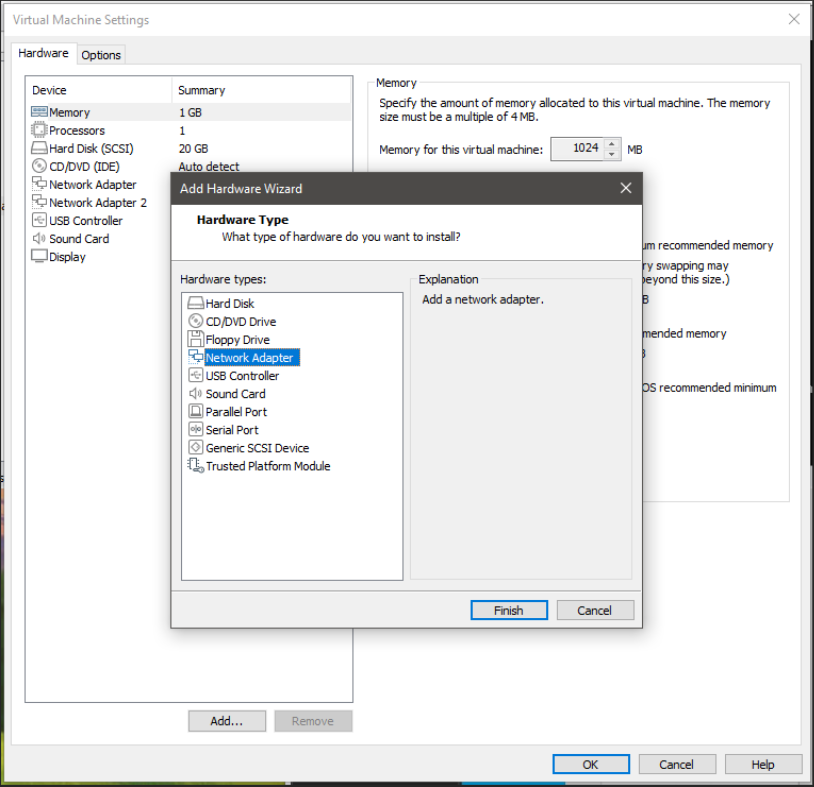 Virtual Machine Settings
Hardware
Options
Device
Summary
Memory
1 GB
Processors
1
Hard Disk (SCSI)
20 GB
CD/DVD (IDE)
Auto detect
Network Adapter
Network Adapter 2
USB Controller
Sound Card
Display
Memory
Specify the amount of memory allocated to this virtual machine. The memory
size must be a multiple of 4 MB.
Memory for this virtual machine:
1024
MB
recommended memory
ry swapping may
beyond this size.)
B
mended memory
OS recommended minimum
Add Hardware Wizard
Hardware Type
What type of hardware do you want to install?
Hardware types:
Hard Disk
CD/DVD Drive
Floppy Drive
Network Adapter
USB Controller
Sound Card
Parallel Port
Serial Port
Generic SCSI Device
Trusted Platform Module
Explanation
Add a network adapter.
Finish
Cancel
Add...
Remove
OK
Cancel
Help